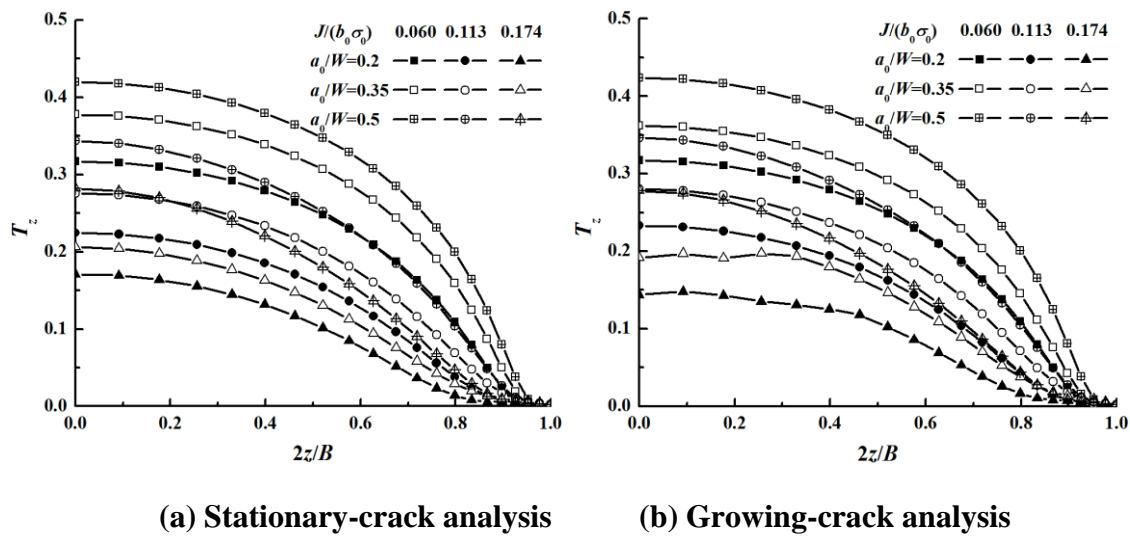 J/(b₀σ₀) 0.060 0.113 0.174
a₀/W=0.2
a₀/W=0.35
a₀/W=0.5
T_z
0.5
0.4
0.3
0.2
0.1
0.0
0.0 0.2 0.4 0.6 0.8 1.0
2z/B
(a) Stationary-crack analysis
J/(b₀σ₀) 0.060 0.113 0.174
a₀/W=0.2
a₀/W=0.35
a₀/W=0.5
T_z
0.5
0.4
0.3
0.2
0.1
0.0
0.0 0.2 0.4 0.6 0.8 1.0
2z/B
(b) Growing-crack analysis